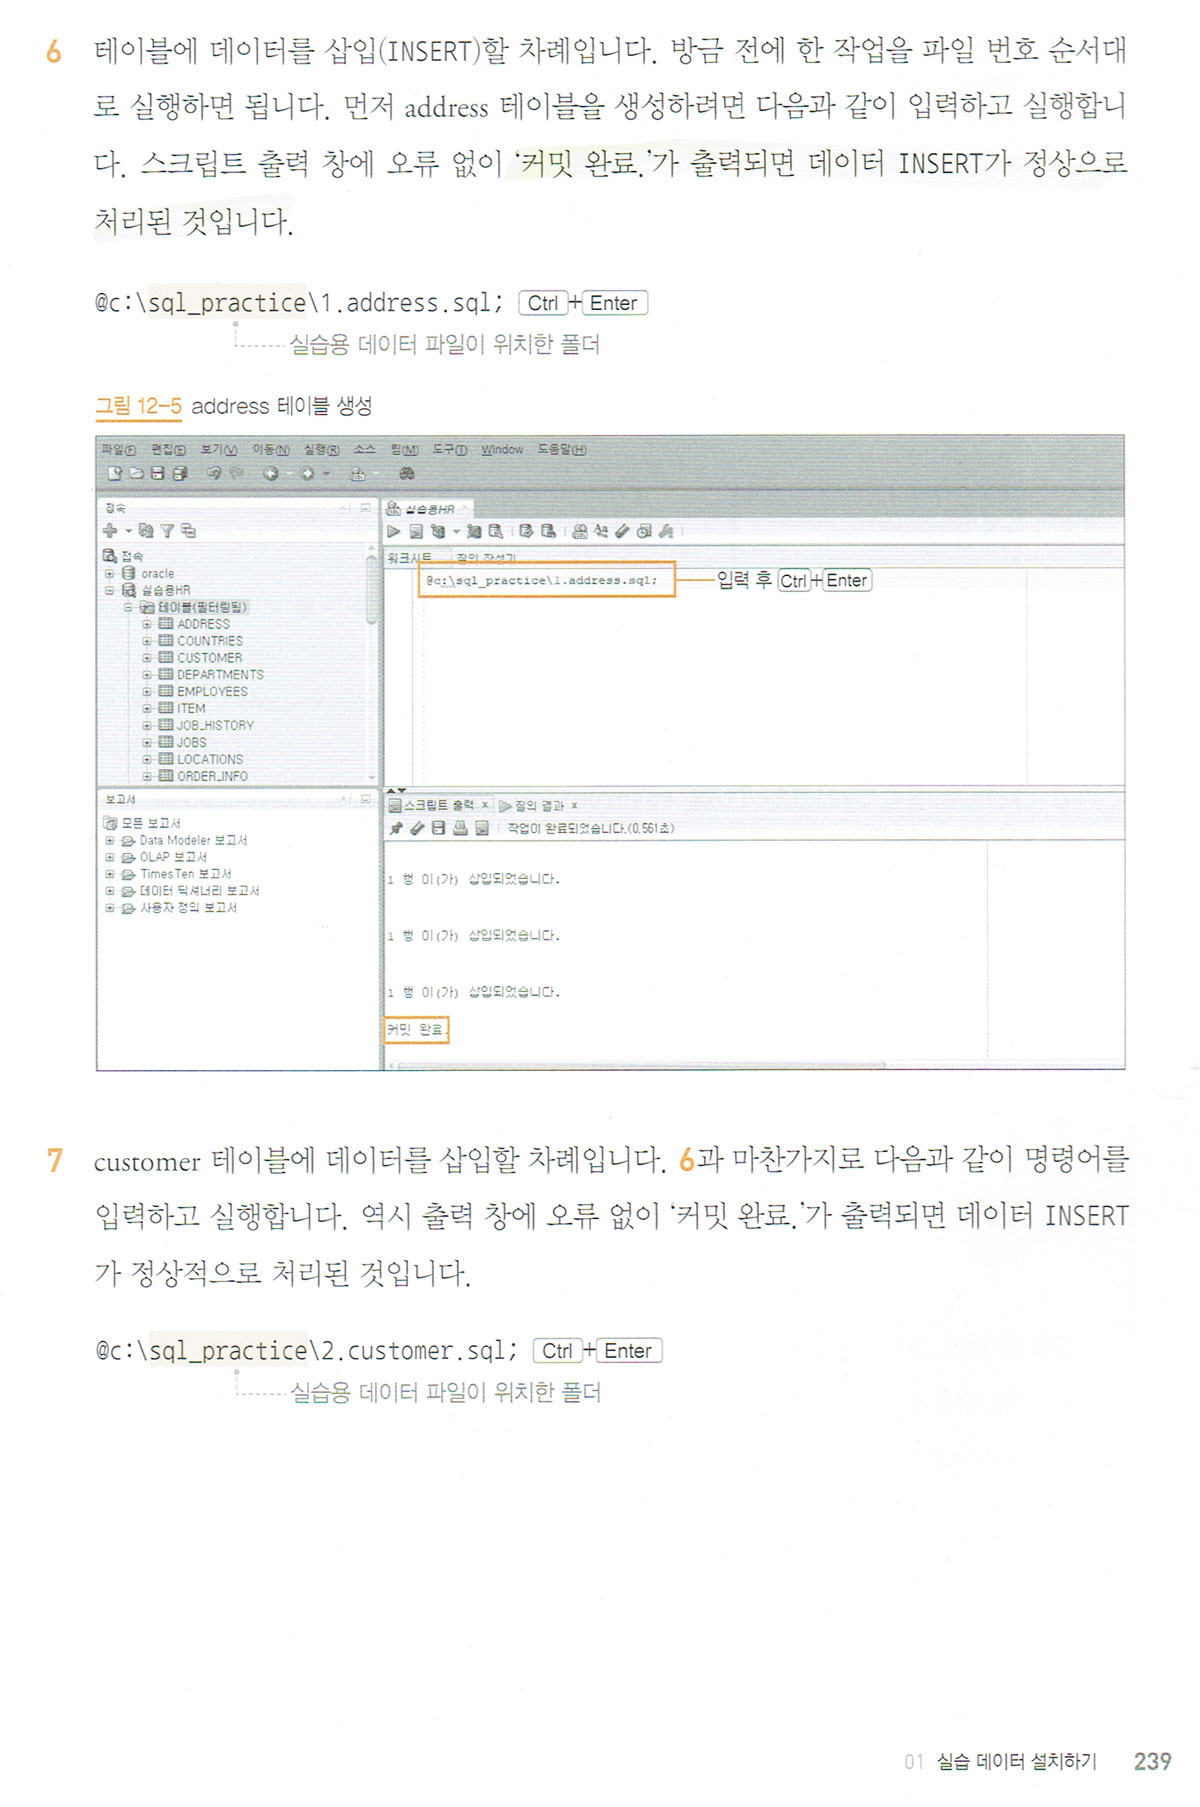 6 테이블에 데이터를 삽입(INSERT)할 차례입니다. 방금 전에 한 작업을 파일 번호 순서대
로 실행하면 됩니다. 먼저 address 테이블을 생성하려면 다음과 같이 입력하고 실행합니
다. 스크립트 출력 창에 오류 없이 ‘커밋 완료.’가 출력되면 데이터 INSERT가 정상으로
처리된 것입니다.
@c:\sql_practice\1.address.sql; Ctrl+Enter
실습용 데이터 파일이 위치한 폴더
그림 12-5 address 테이블 생성
파일(F) 편집(E) 보기(V) 이동(N) 실행(R) 소스 팀(M) 도구(T) Window 도움말(H)
접속
실습용HR
접속
워크시트 질의 작성기
oracle
@c:\sql_practice\1.address.sql;
입력 후 Ctrl+Enter
실습용HR
테이블(필터링됨)
ADDRESS
COUNTRIES
CUSTOMER
DEPARTMENTS
EMPLOYEES
ITEM
JOB_HISTORY
JOBS
LOCATIONS
ORDER_INFO
보고서
모든 보고서
Data Modeler 보고서
OLAP 보고서
TimesTen 보고서
데이터 딕셔너리 보고서
사용자 정의 보고서
스크립트 출력 x 질의 결과 x
작업이 완료되었습니다.(0.561초)
1 행 이(가) 삽입되었습니다.
1 행 이(가) 삽입되었습니다.
1 행 이(가) 삽입되었습니다.
커밋 완료.
7 customer 테이블에 데이터를 삽입할 차례입니다. 6과 마찬가지로 다음과 같이 명령어를
입력하고 실행합니다. 역시 출력 창에 오류 없이 ‘커밋 완료.’가 출력되면 데이터 INSERT
가 정상적으로 처리된 것입니다.
@c:\sql_practice\2.customer.sql; Ctrl+Enter
실습용 데이터 파일이 위치한 폴더
01 실습 데이터 설치하기 239